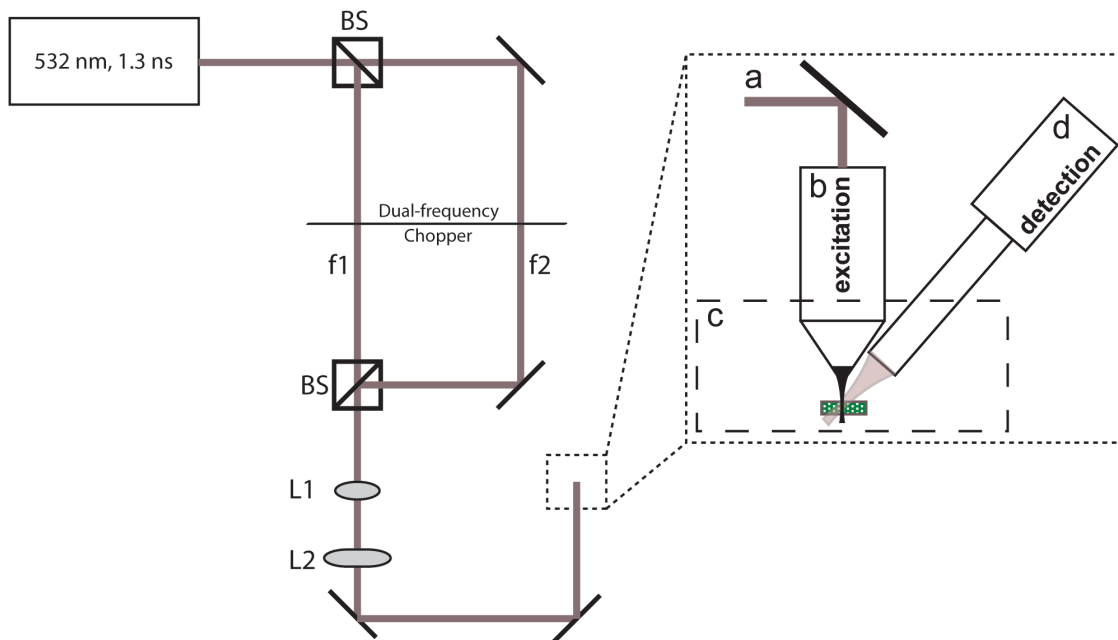 BS
532 nm, 1.3 ns
a
d
detection
b
excitation
Dual-frequency
Chopper
f1
f2
c
BS
L1
L2